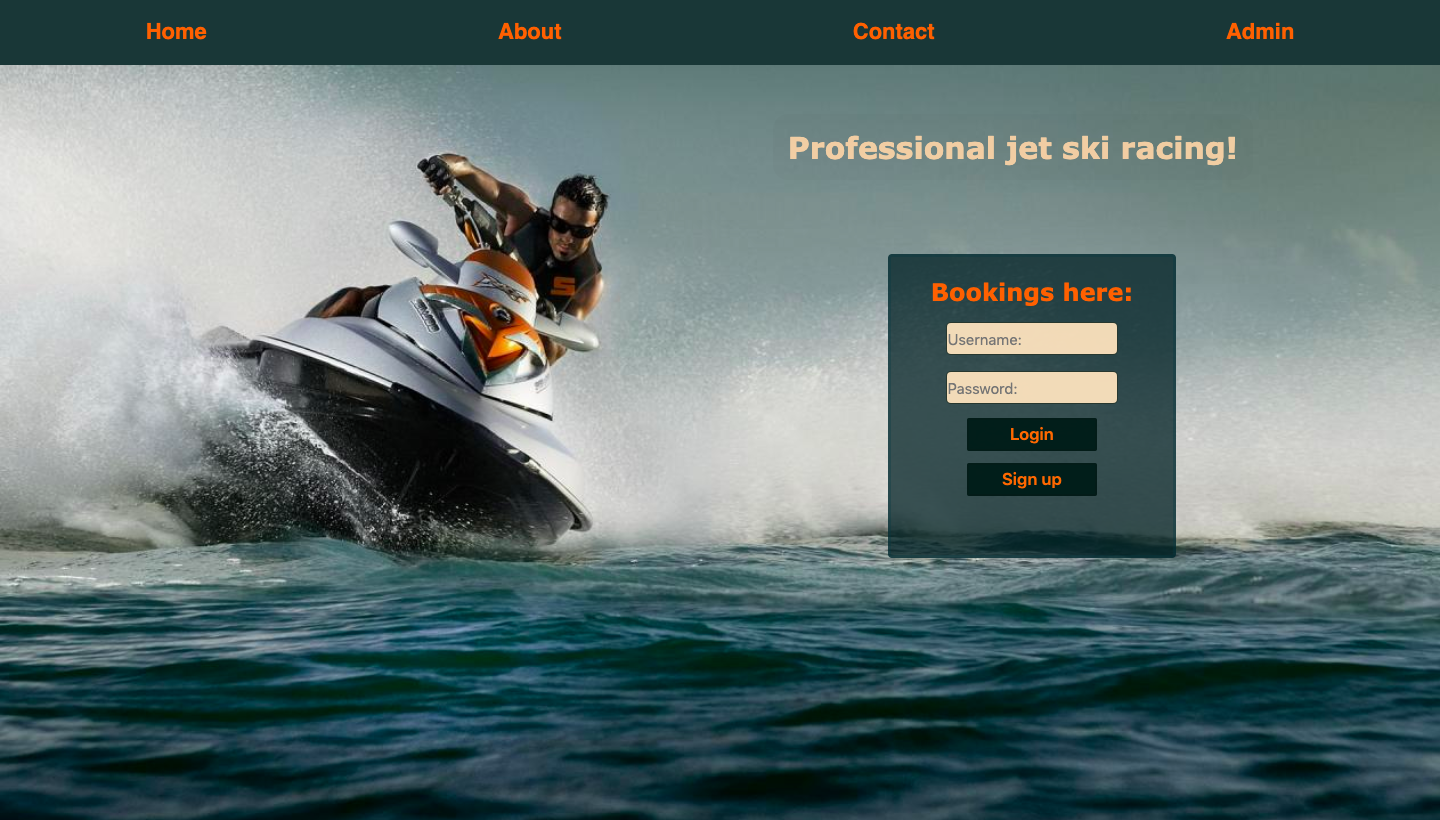 Home About Contact Admin
Professional jet ski racing!
Bookings here:
Username:
Password:
Login
Sign up
S